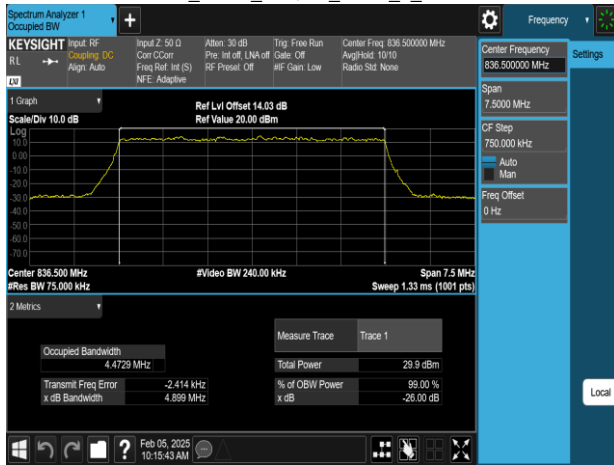 Spectrum Analyzer 1
Occupied BW
+
Frequency
KEYSIGHT
RL
LXI
Input: RF
Coupling: DC
Align: Auto
Input Z: 50 Ω
Corr CCorr
Freq Ref: Int (S)
NFE: Adaptive
Atten: 30 dB
Pre: Int off, LNA off
RF Preset: Off
Trig: Free Run
Gate: Off
#IF Gain: Low
Center Freq: 836.500000 MHz
Avg|Hold: 10/10
Radio Std: None
Center Frequency
836.500000 MHz
Settings
Span
7.5000 MHz
CF Step
750.000 kHz
Auto
Man
Freq Offset
0 Hz
Local
1 Graph
Scale/Div 10.0 dB
Ref Lvl Offset 14.03 dB
Ref Value 20.00 dBm
Log
10.0
0.00
-10.0
-20.0
-30.0
-40.0
-50.0
-60.0
-70.0
Center 836.500 MHz
#Res BW 75.000 kHz
#Video BW 240.00 kHz
Span 7.5 MHz
Sweep 1.33 ms (1001 pts)
2 Metrics
Measure Trace Trace 1
Occupied Bandwidth
4.4729 MHz
Total Power 29.9 dBm
Transmit Freq Error -2.414 kHz
% of OBW Power 99.00 %
x dB Bandwidth 4.899 MHz
x dB -26.00 dB
?
Feb 05, 2025
10:15:43 AM